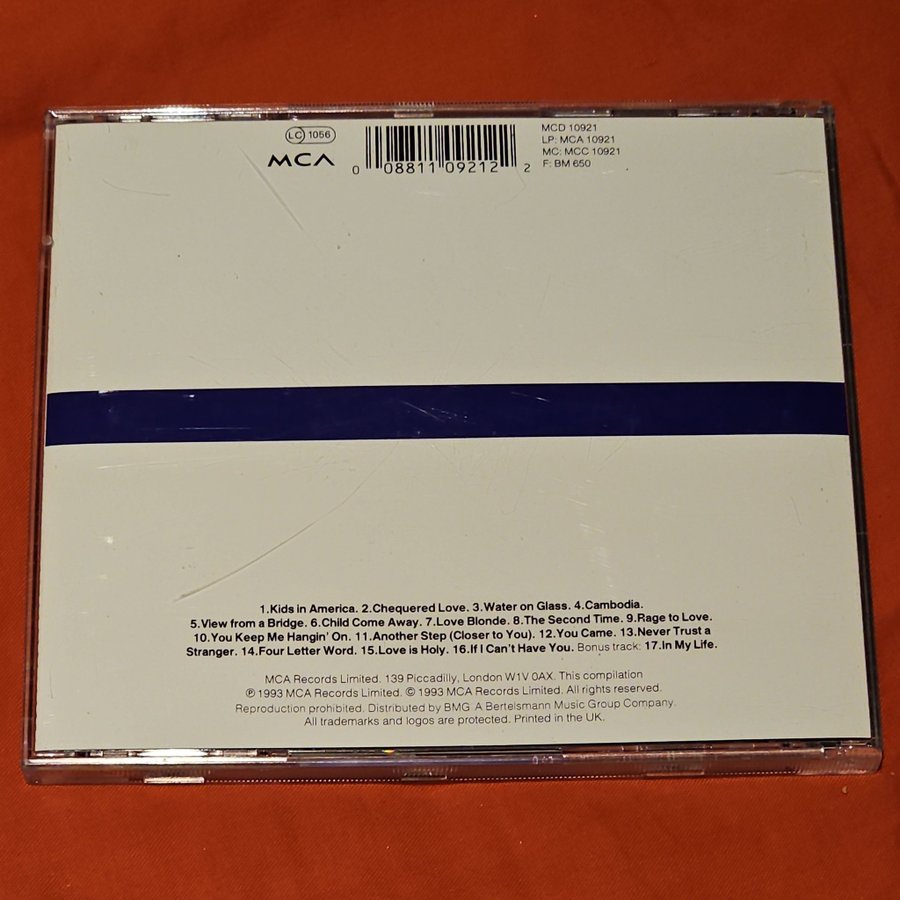 LC 1056
MCA
0 08811 09212 2
MCD 10921
LP: MCA 10921
MC: MCC 10921
F: BM 650
1.Kids in America. 2.Chequered Love. 3.Water on Glass. 4.Cambodia.
5.View from a Bridge. 6.Child Come Away. 7.Love Blonde. 8.The Second Time. 9.Rage to Love.
10.You Keep Me Hangin' On. 11.Another Step (Closer to You). 12.You Came. 13.Never Trust a
Stranger. 14.Four Letter Word. 15.Love is Holy. 16.If I Can't Have You. Bonus track: 17.In My Life.
MCA Records Limited. 139 Piccadilly, London W1V 0AX. This compilation
℗ 1993 MCA Records Limited. © 1993 MCA Records Limited. All rights reserved.
Reproduction prohibited. Distributed by BMG. A Bertelsmann Music Group Company.
All trademarks and logos are protected. Printed in the UK.